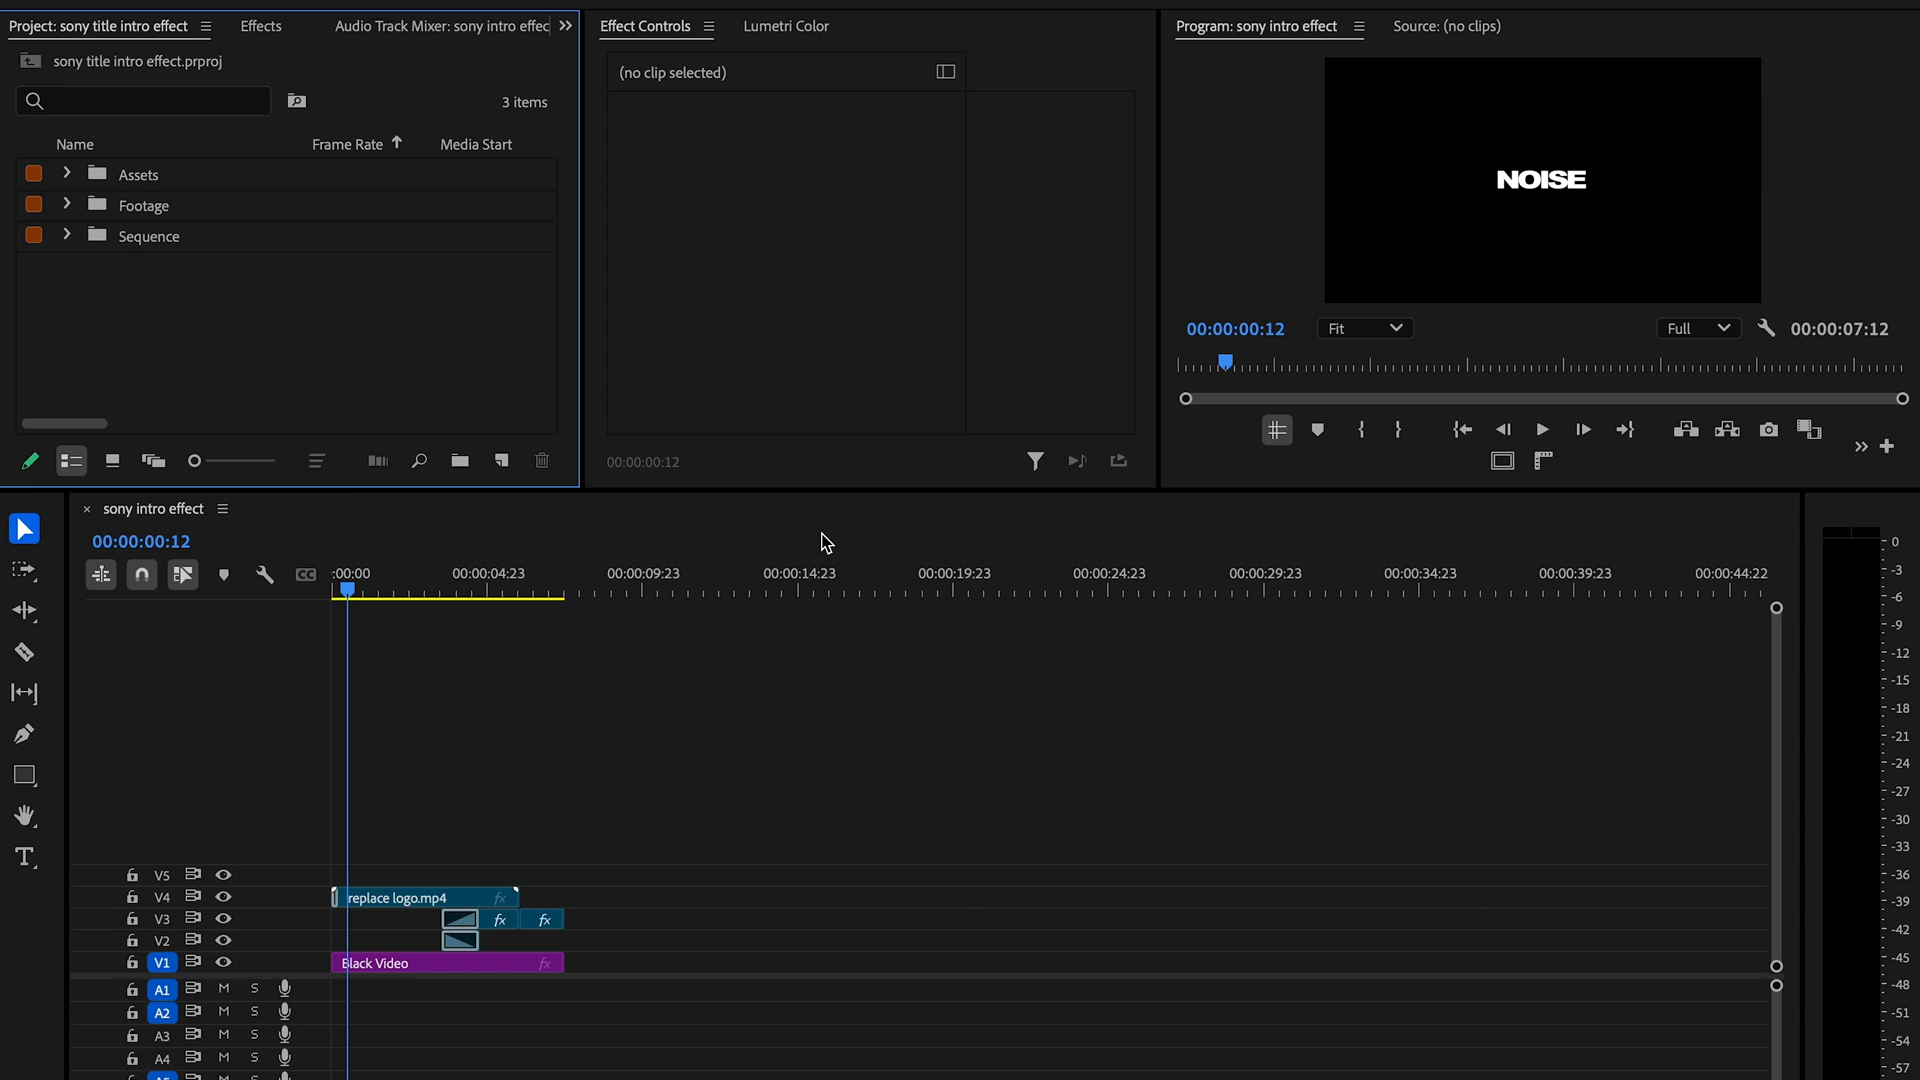 Project: sony title intro effect
Effects
Audio Track Mixer: sony intro effec
sony title intro effect.prproj
3 items
Name
Frame Rate
Media Start
Assets
Footage
Sequence
Effect Controls
Lumetri Color
(no clip selected)
00:00:00:12
Program: sony intro effect
Source: (no clips)
NOISE
00:00:00:12
Fit
Full
00:00:07:12
sony intro effect
00:00:00:12
:00:00
00:00:04:23
00:00:09:23
00:00:14:23
00:00:19:23
00:00:24:23
00:00:29:23
00:00:34:23
00:00:39:23
00:00:44:22
CC
V5
V4
replace logo.mp4
fx
V3
fx
fx
V2
V1
Black Video
fx
A1
M
S
A2
M
S
A3
M
S
A4
M
S
0
-3
-6
-9
-12
-15
-18
-21
-24
-27
-30
-33
-36
-39
-42
-45
-48
-51
-54
-57